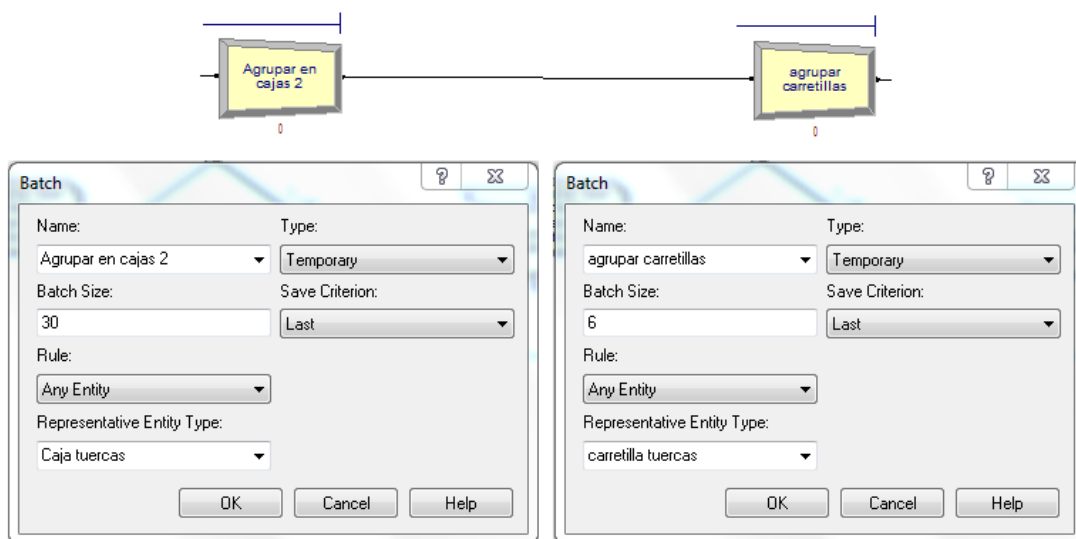 Agrupar en
cajas 2
0
agrupar
carretillas
0
Batch
?
Name:
Type:
Agrupar en cajas 2
Temporary
Batch Size:
Save Criterion:
30
Last
Rule:
Any Entity
Representative Entity Type:
Caja tuercas
OK
Cancel
Help
Batch
?
Name:
Type:
agrupar carretillas
Temporary
Batch Size:
Save Criterion:
6
Last
Rule:
Any Entity
Representative Entity Type:
carretilla tuercas
OK
Cancel
Help